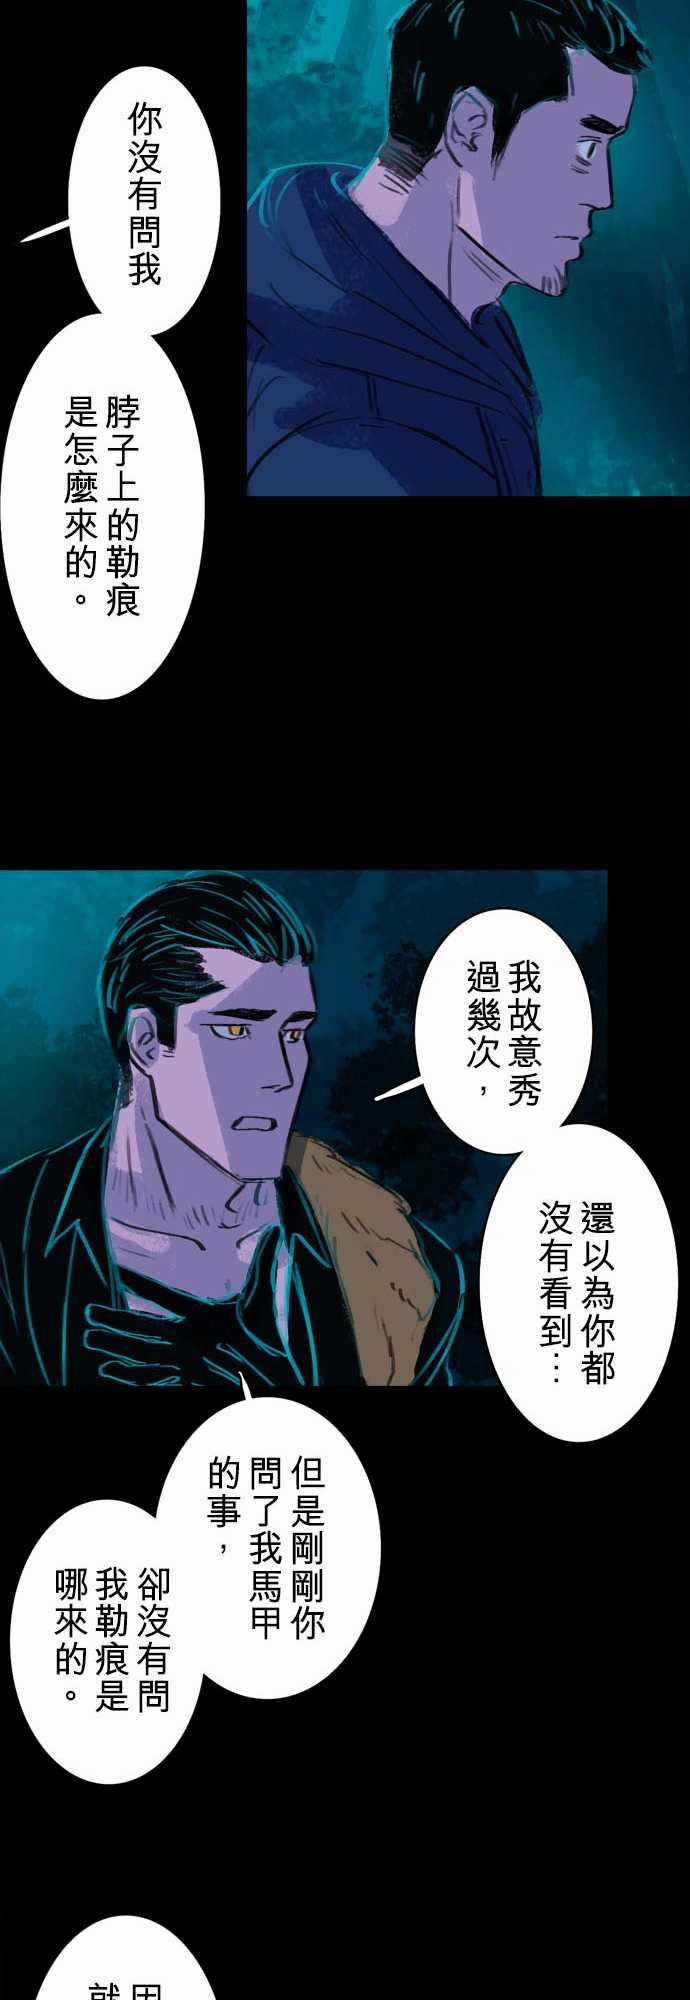 你沒有問我
脖子上的勒痕
是怎麼來的。
我故意秀
過幾次，
還以為你都
沒有看到⋯
但是剛剛你
問了我馬甲
的事，
卻沒有問
我勒痕是
哪來的。
因
就